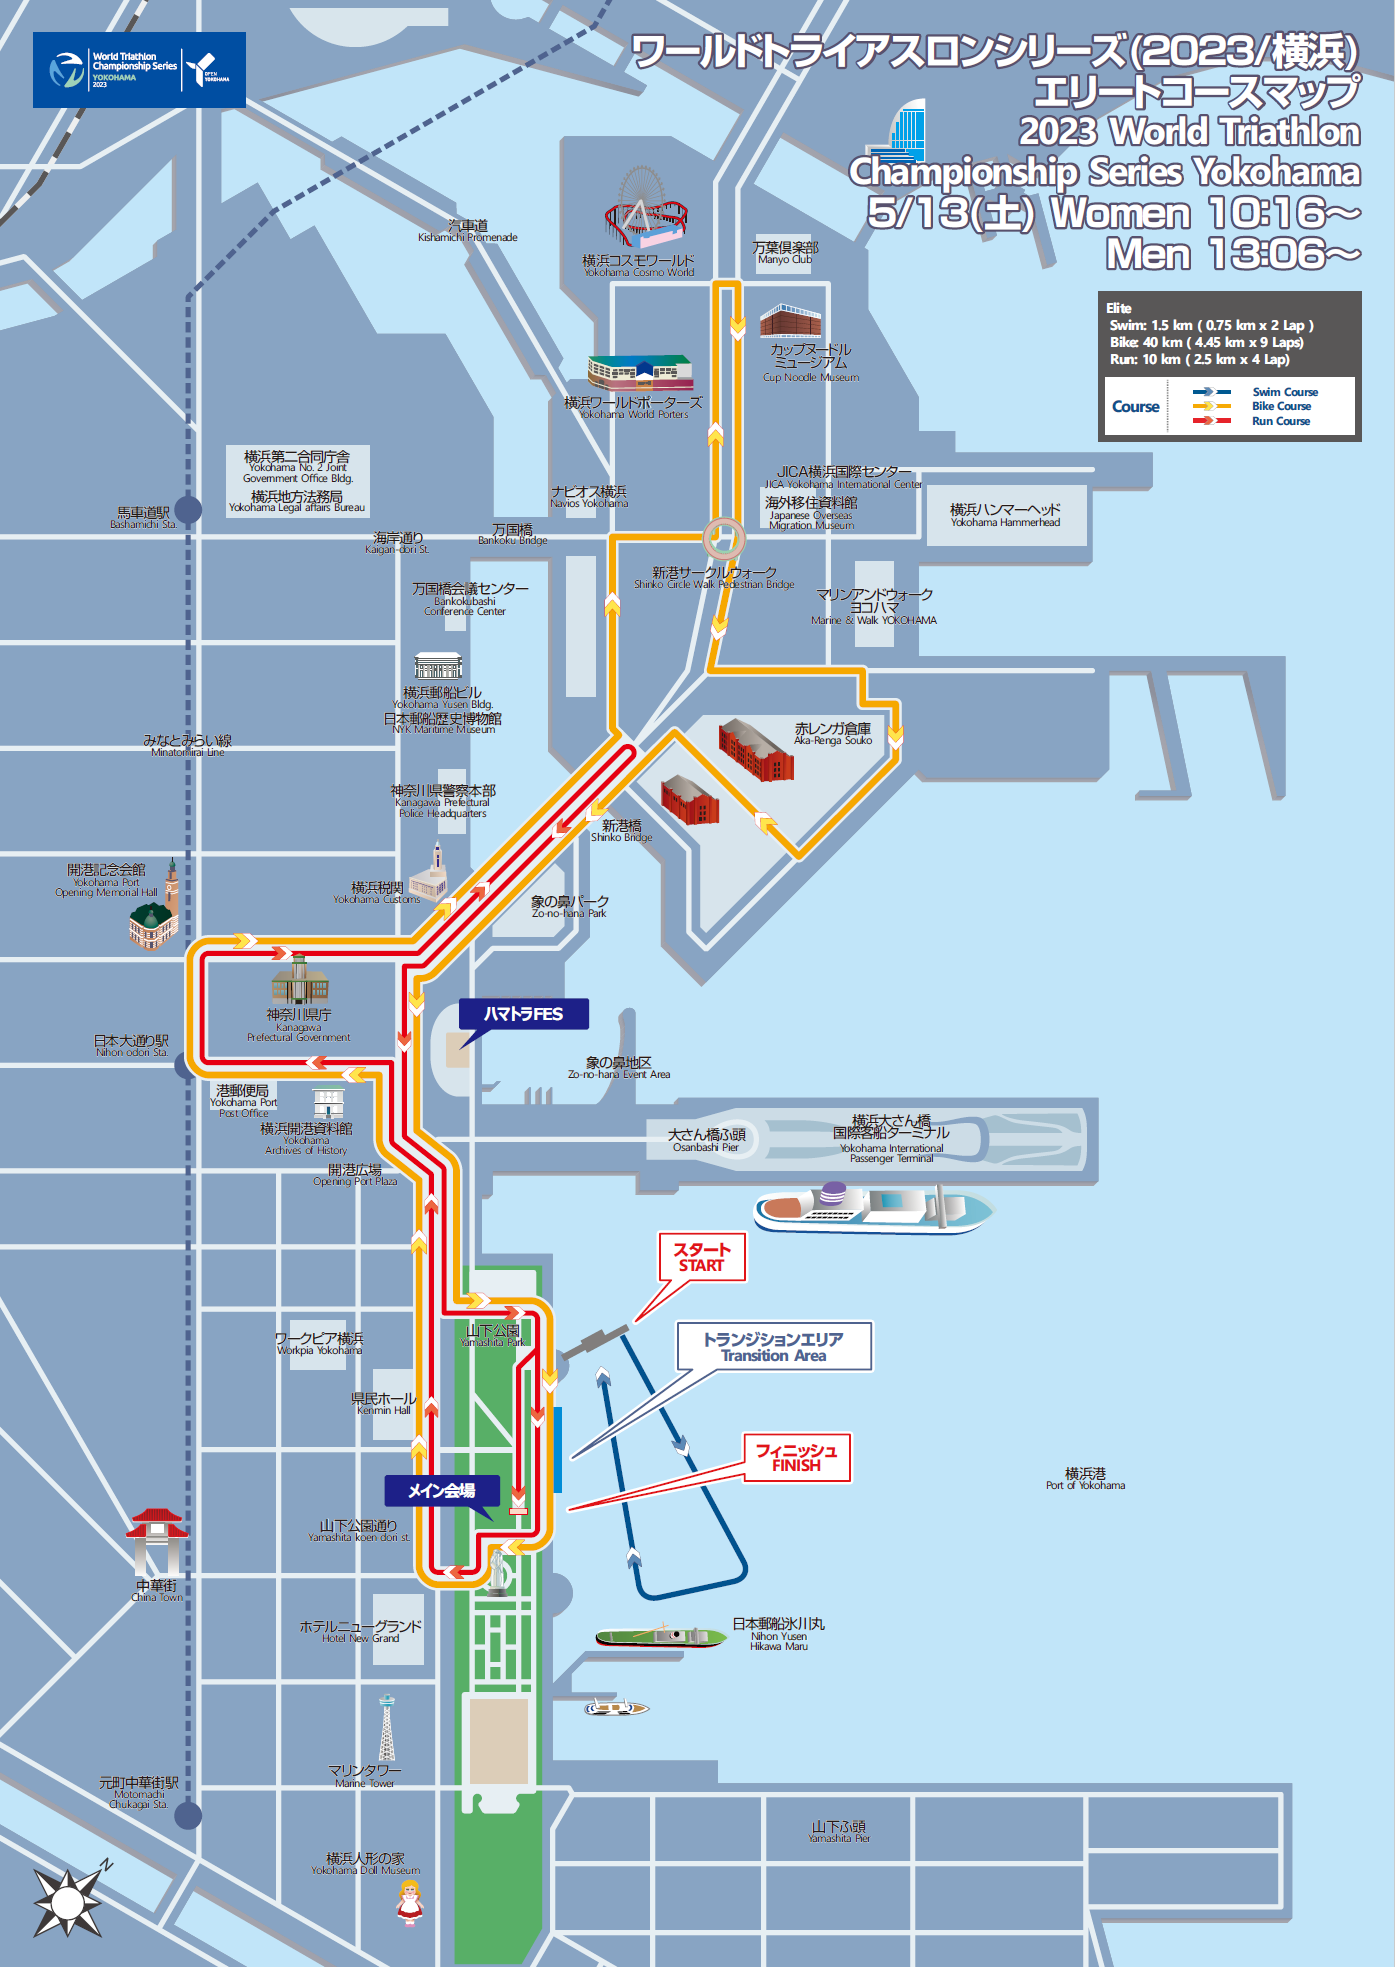 World Triathlon
Championship Series
YOKOHAMA
2023
OPEN
YOKOHAMA
ワールドトライアスロンシリーズ(2023/横浜)
エリートコースマップ
2023 World Triathlon
Championship Series Yokohama
5/13(土) Women 10:16〜
Men 13:06〜
Elite
Swim: 1.5 km ( 0.75 km x 2 Lap )
Bike: 40 km ( 4.45 km x 9 Laps)
Run: 10 km ( 2.5 km x 4 Lap)
Course
Swim Course
Bike Course
Run Course
汽車道
Kishamichi Promenade
横浜コスモワールド
Yokohama Cosmo World
万葉倶楽部
Manyo Club
カップヌードル
ミュージアム
Cup Noodle Museum
横浜ワールドポーターズ
Yokohama World Porters
横浜第二合同庁舎
Yokohama No. 2 Joint
Government Office Bldg.
横浜地方法務局
Yokohama Legal affairs Bureau
馬車道駅
Bashamichi Sta.
海岸通り
Kaigan-dori St.
万国橋
Bankoku Bridge
ナビオス横浜
Navios Yokohama
JICA横浜国際センター
JICA Yokohama International Center
海外移住資料館
Japanese Overseas
Migration Museum
横浜ハンマーヘッド
Yokohama Hammerhead
新港サークルウォーク
Shinko Circle Walk Pedestrian Bridge
万国橋会議センター
Bankokubashi
Conference Center
マリンアンドウォーク
ヨコハマ
Marine & Walk YOKOHAMA
横浜郵船ビル
Yokohama Yusen Bldg.
日本郵船歴史博物館
NYK Maritime Museum
みなとみらい線
Minatomirai Line
赤レンガ倉庫
Aka-Renga Souko
神奈川県警察本部
Kanagawa Prefectural
Police Headquarters
新港橋
Shinko Bridge
開港記念会館
Yokohama Port
Opening Memorial Hall
横浜税関
Yokohama Customs
象の鼻パーク
Zo-no-hana Park
神奈川県庁
Kanagawa
Prefectural Government
ハマトラFES
日本大通り駅
Nihon odori Sta.
象の鼻地区
Zo-no-hana Event Area
港郵便局
Yokohama Port
Post Office
横浜開港資料館
Yokohama
Archives of History
開港広場
Opening Port Plaza
大さん橋ふ頭
Osanbashi Pier
横浜大さん橋
国際客船ターミナル
Yokohama International
Passenger Terminal
スタート
START
トランジションエリア
Transition Area
山下公園
Yamashita Park
ワークピア横浜
Workpia Yokohama
県民ホール
Kenmin Hall
フィニッシュ
FINISH
メイン会場
横浜港
Port of Yokohama
山下公園通り
Yamashita koen dori st.
中華街
China Town
ホテルニューグランド
Hotel New Grand
日本郵船氷川丸
Nihon Yusen
Hikawa Maru
マリンタワー
Marine Tower
元町中華街駅
Motomachi
Chukagai Sta.
山下ふ頭
Yamashita Pier
横浜人形の家
Yokohama Doll Museum
N